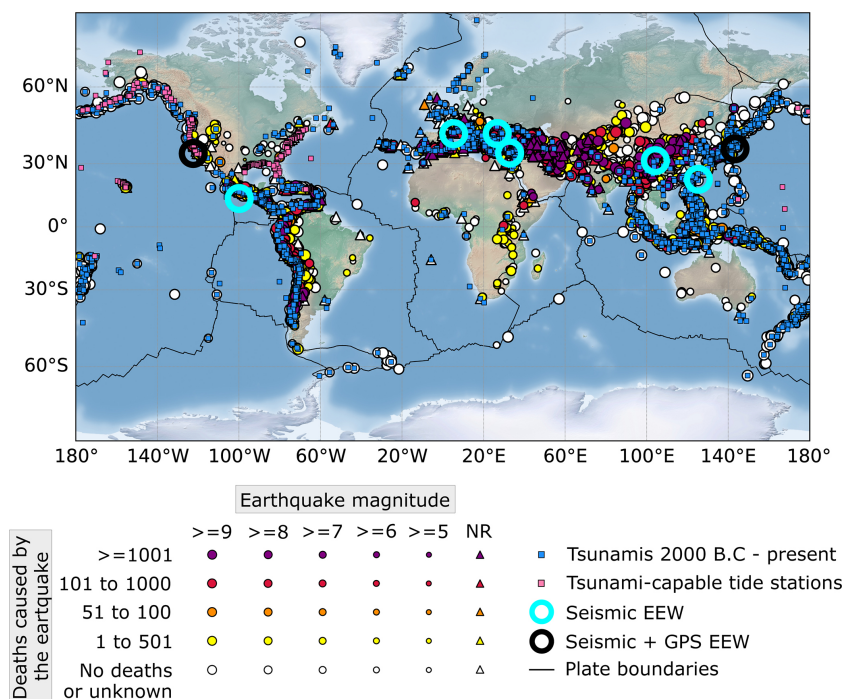 60°N
30°N
0°
30°S
60°S
180° 140°W 100°W 60°W 20°W 20°E 60°E 100°E 140°E 180°
Earthquake magnitude
>=9 >=8 >=7 >=6 >=5 NR
Deaths caused by
the eartquake
>=1001
101 to 1000
51 to 100
1 to 501
No deaths
or unknown
Tsunamis 2000 B.C - present
Tsunami-capable tide stations
Seismic EEW
Seismic + GPS EEW
Plate boundaries